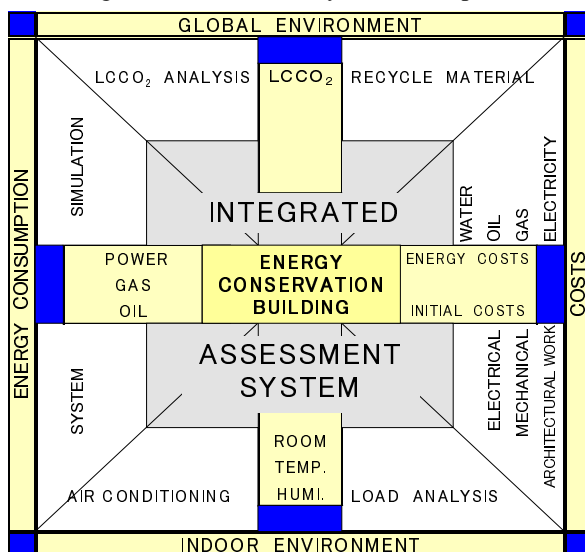 GLOBAL ENVIRONMENT
LCCO₂ ANALYSIS
LCCO₂
RECYCLE MATERIAL
ENERGY CONSUMPTION
SIMULATION
INTEGRATED
WATER
OIL
GAS
ELECTRICITY
POWER
GAS
OIL
ENERGY
CONSERVATION
BUILDING
ENERGY COSTS
INITIAL COSTS
COSTS
ASSESSMENT
SYSTEM
SYSTEM
ELECTRICAL
MECHANICAL
ARCHITECTURAL WORK
ROOM
TEMP.
HUMI.
AIR CONDITIONING
LOAD ANALYSIS
INDOOR ENVIRONMENT